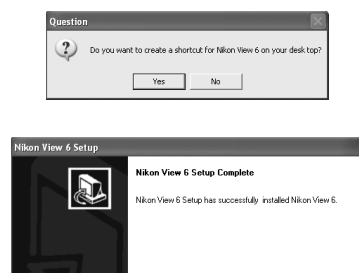 Question
Do you want to create a shortcut for Nikon View 6 on your desk top?
Yes
No
Nikon View 6 Setup
Nikon View 6 Setup Complete
Nikon View 6 Setup has successfully installed Nikon View 6.